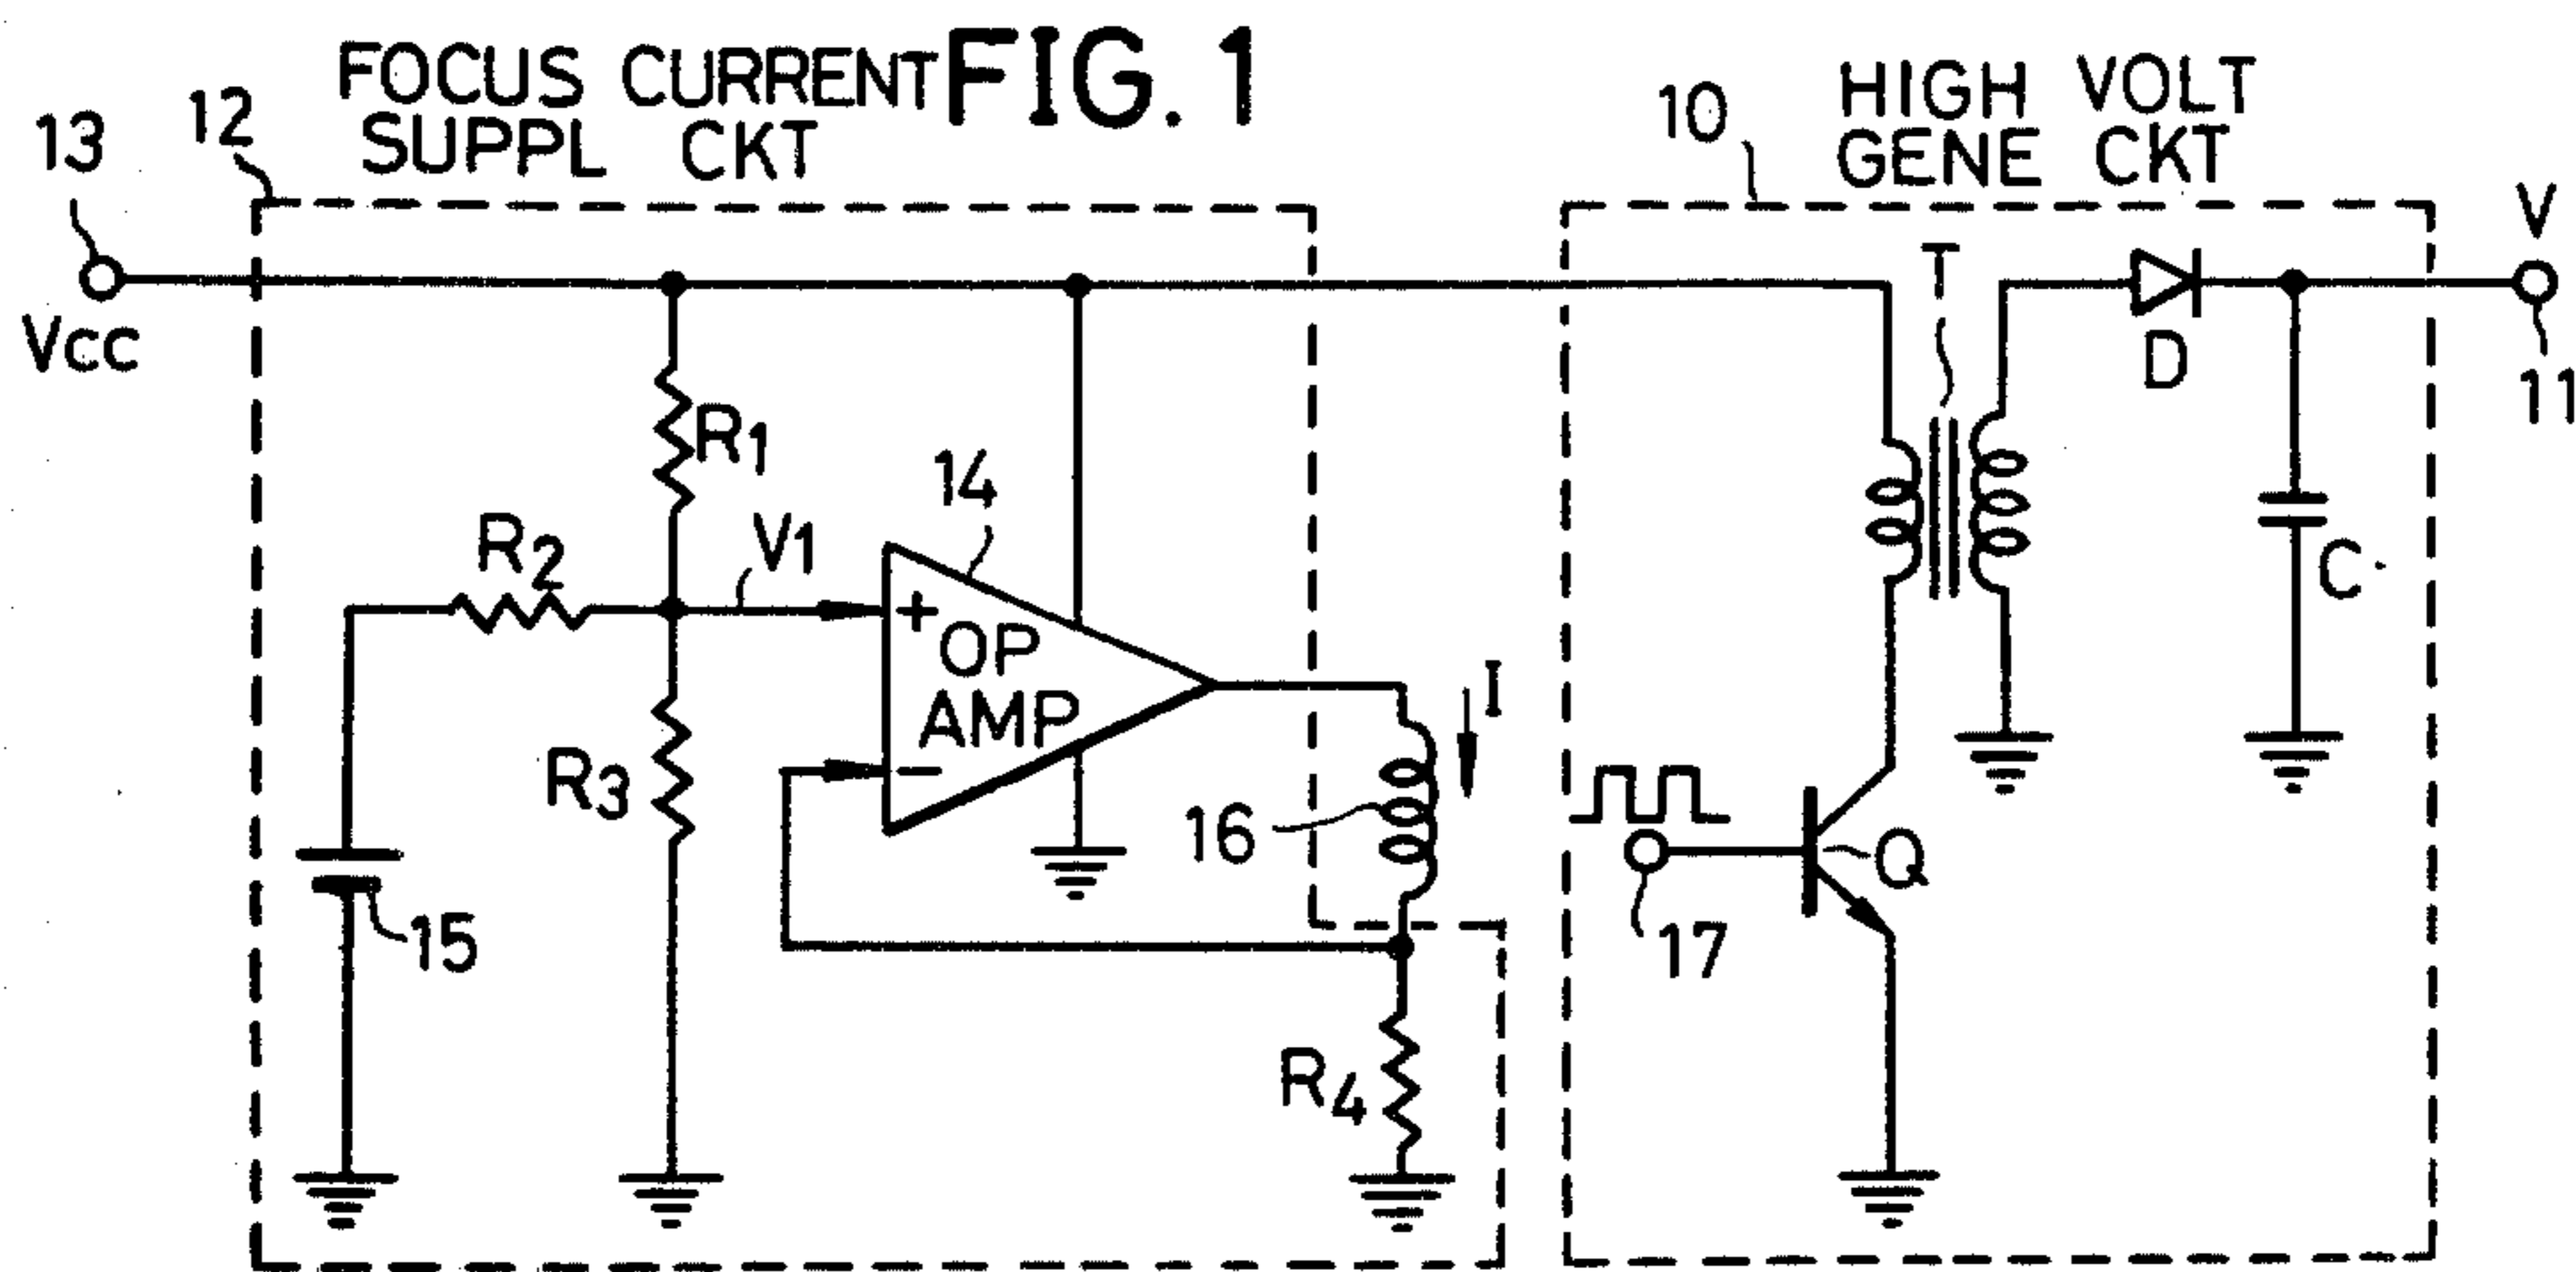 FIG. 1
FOCUS CURRENT
SUPPL CKT
HIGH VOLT
GENE CKT
13
12
10
V
Vcc
T
D
11
R1
14
R2
V1
C
+
OP
AMP
−
I
R3
16
Q
15
17
R4